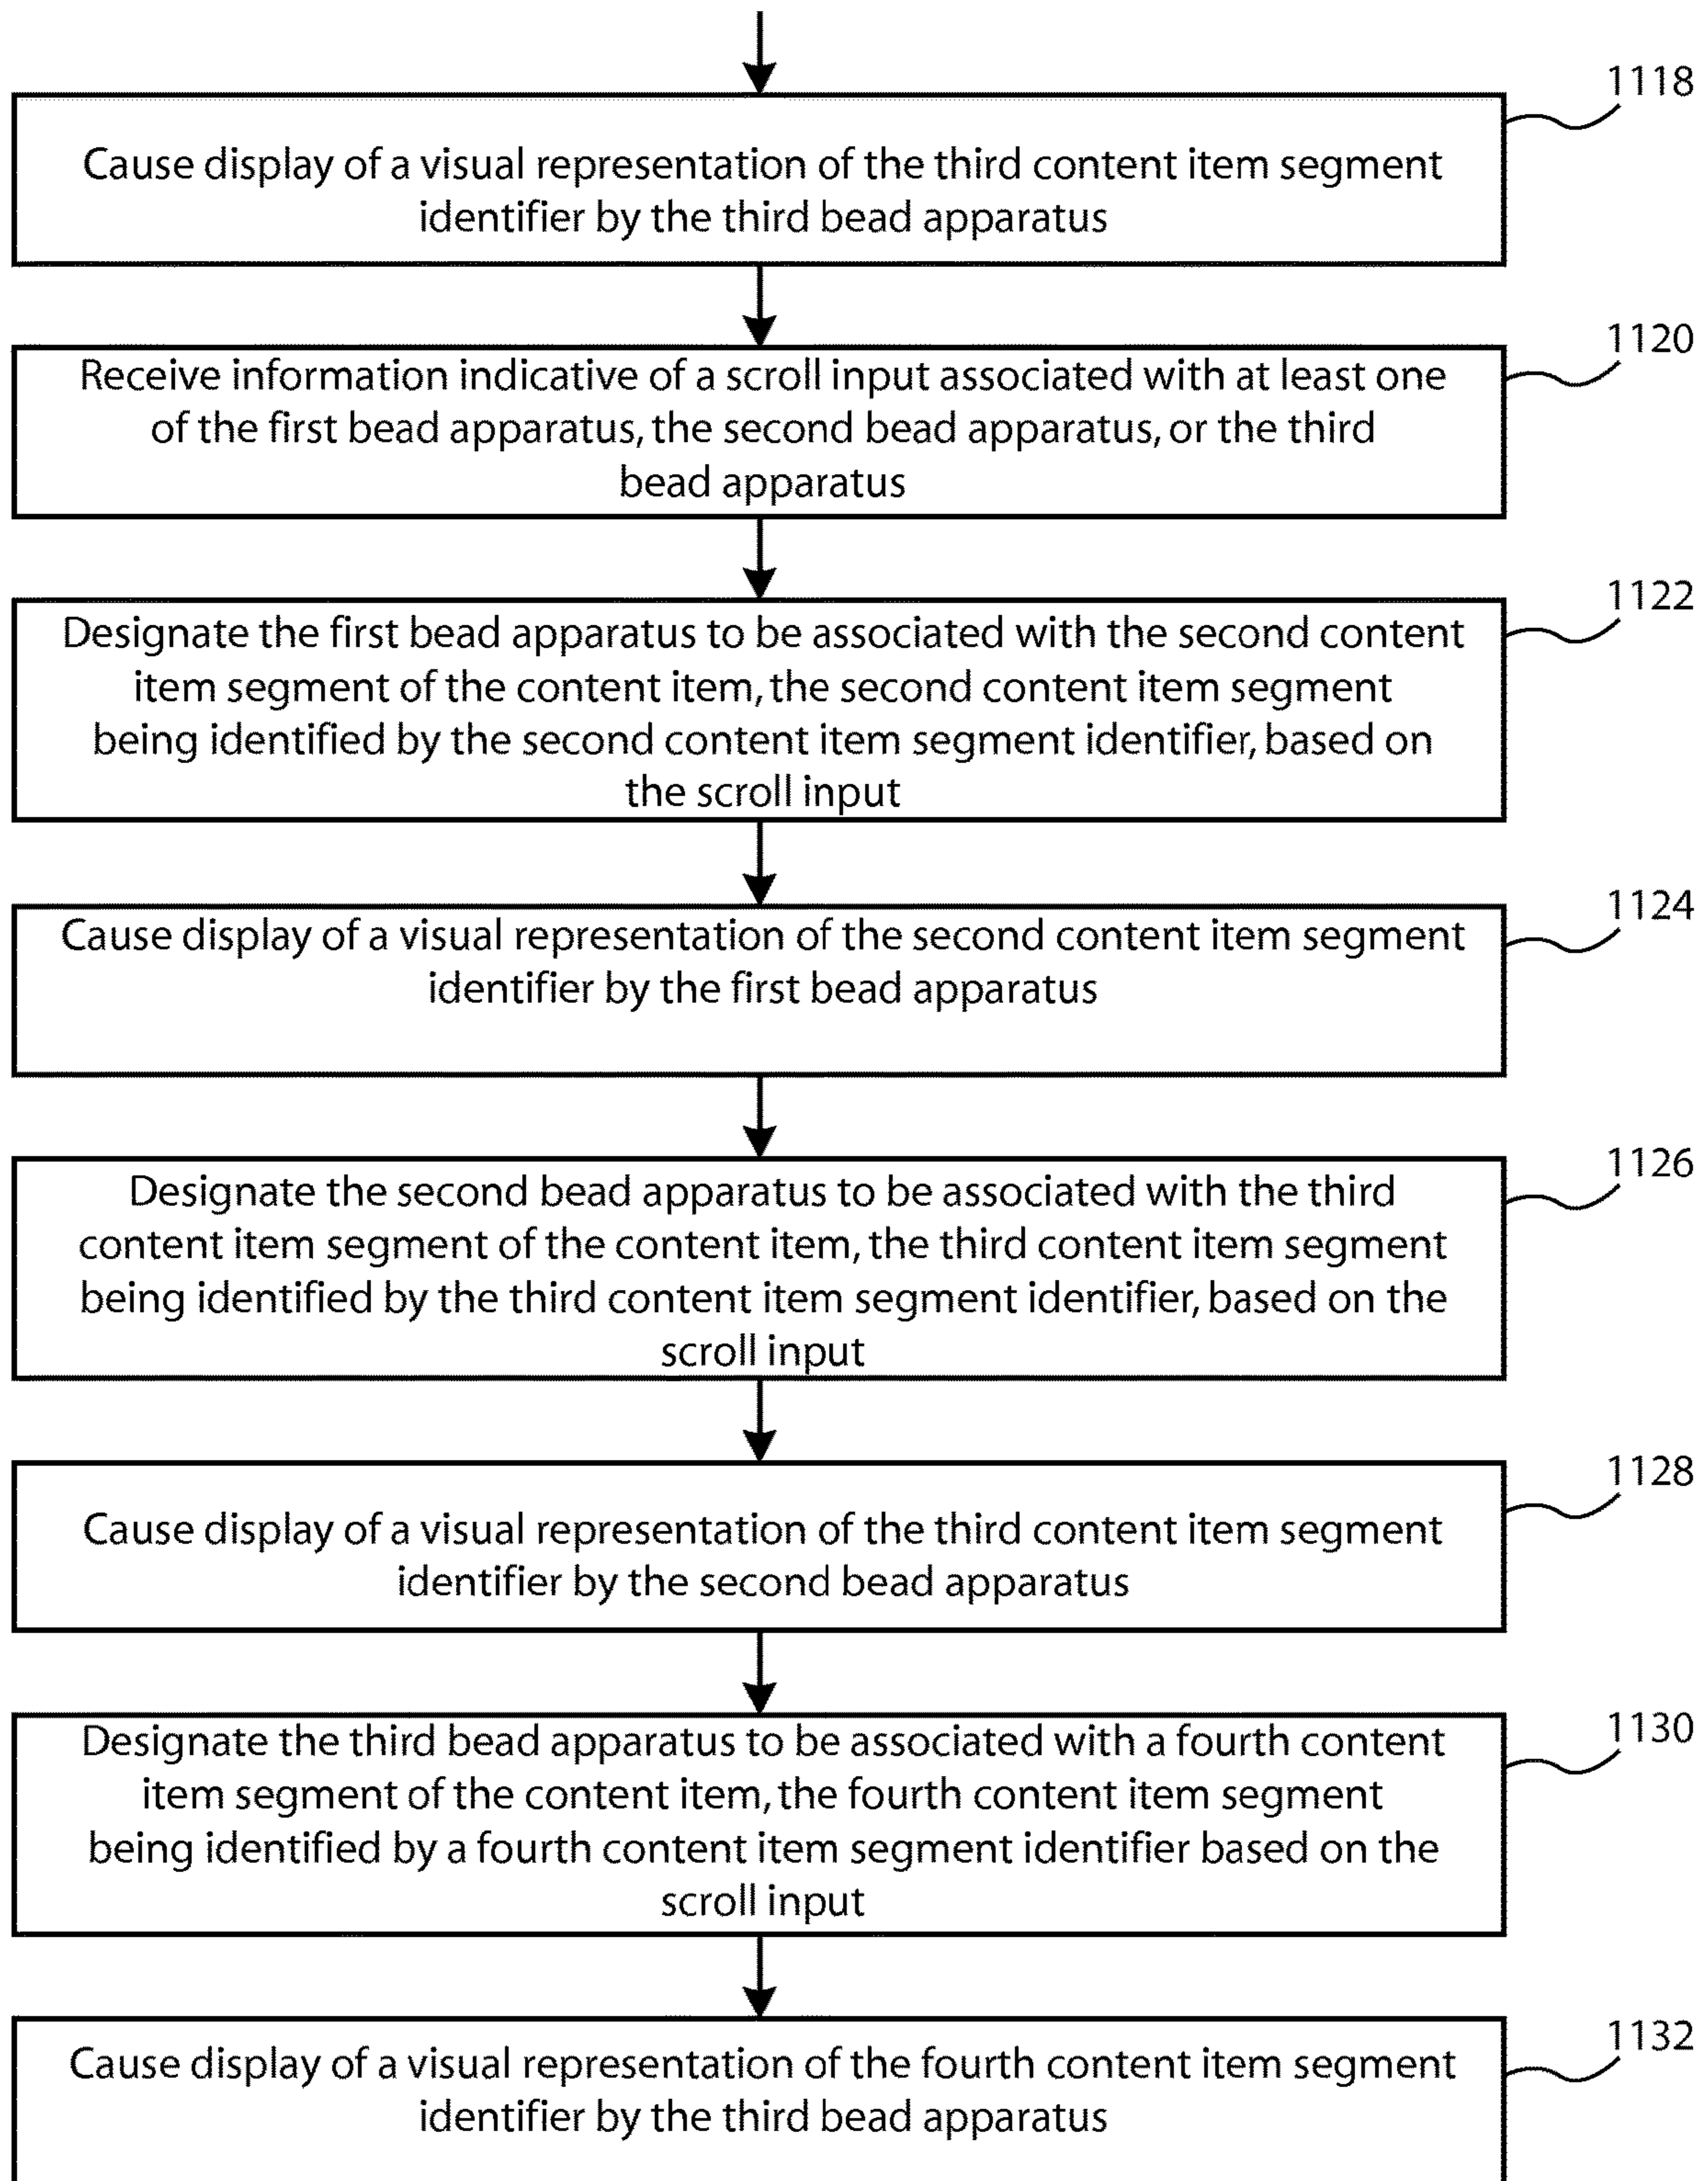 1118
Cause display of a visual representation of the third content item segment
identifier by the third bead apparatus
1120
Receive information indicative of a scroll input associated with at least one
of the first bead apparatus, the second bead apparatus, or the third
bead apparatus
1122
Designate the first bead apparatus to be associated with the second content
item segment of the content item, the second content item segment
being identified by the second content item segment identifier, based on
the scroll input
1124
Cause display of a visual representation of the second content item segment
identifier by the first bead apparatus
1126
Designate the second bead apparatus to be associated with the third
content item segment of the content item, the third content item segment
being identified by the third content item segment identifier, based on the
scroll input
1128
Cause display of a visual representation of the third content item segment
identifier by the second bead apparatus
1130
Designate the third bead apparatus to be associated with a fourth content
item segment of the content item, the fourth content item segment
being identified by a fourth content item segment identifier based on the
scroll input
1132
Cause display of a visual representation of the fourth content item segment
identifier by the third bead apparatus